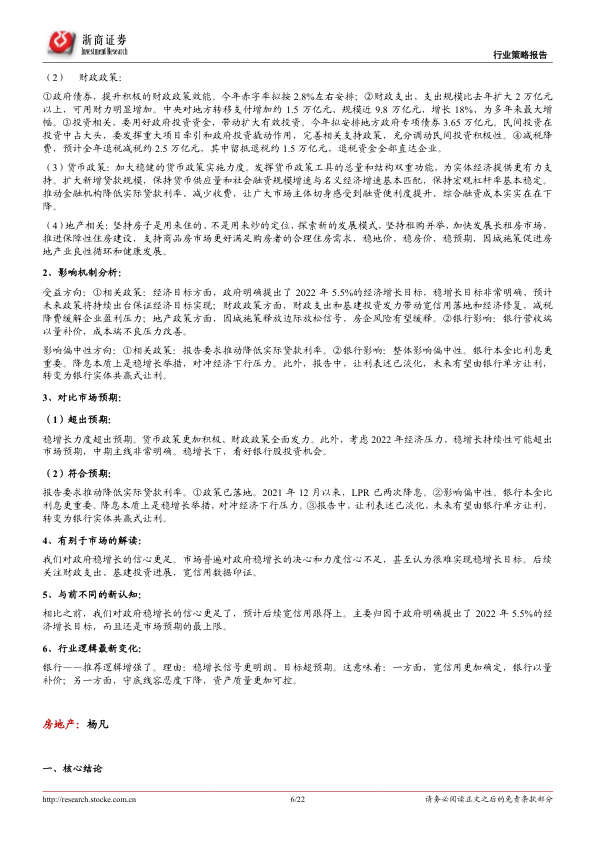 浙商证券
Investment Research
行业策略报告
（2） 财政政策：
①政府债券，提升积极的财政政策效能。今年赤字率拟按 2.8%左右安排；②财政支出，支出规模比去年扩大 2 万亿元
以上，可用财力明显增加。中央对地方转移支付增加约 1.5 万亿元、规模近 9.8 万亿元，增长 18%，为多年来最大增
幅。③投资相关，要用好政府投资资金，带动扩大有效投资。今年拟安排地方政府专项债券 3.65 万亿元。民间投资在
投资中占大头，要发挥重大项目牵引和政府投资撬动作用，完善相关支持政策，充分调动民间投资积极性。④减税降
费，预计全年退税减税约 2.5 万亿元，其中留抵退税约 1.5 万亿元，退税资金全部直达企业。
（3）货币政策：加大稳健的货币政策实施力度。发挥货币政策工具的总量和结构双重功能，为实体经济提供更有力支
持。扩大新增贷款规模，保持货币供应量和社会融资规模增速与名义经济增速基本匹配，保持宏观杠杆率基本稳定。
推动金融机构降低实际贷款利率、减少收费，让广大市场主体切身感受到融资便利度提升、综合融资成本实实在在下
降。
（4）地产相关：坚持房子是用来住的、不是用来炒的定位，探索新的发展模式，坚持租购并举，加快发展长租房市场，
推进保障性住房建设，支持商品房市场更好满足购房者的合理住房需求，稳地价、稳房价、稳预期，因城施策促进房
地产业良性循环和健康发展。
2、影响机制分析：
受益方向：①相关政策：经济目标方面，政府明确提出了 2022 年 5.5%的经济增长目标，稳增长目标非常明确，预计
未来政策将持续出台保证经济目标实现；财政政策方面，财政支出和基建投资发力带动宽信用落地和经济修复，减税
降费缓解企业盈利压力；地产政策方面，因城施策释放边际放松信号，房企风险有望缓释。②银行影响：银行营收端
以量补价，成本端不良压力改善。
影响偏中性方向：①相关政策：报告要求推动降低实际贷款利率。②银行影响：整体影响偏中性。银行本金比利息更
重要。降息本质上是稳增长举措，对冲经济下行压力。此外，报告中，让利表述已淡化，未来有望由银行单方让利，
转变为银行实体共赢式让利。
3、对比市场预期：
（1）超出预期：
稳增长力度超出预期。货币政策更加积极、财政政策全面发力。此外，考虑 2022 年经济压力，稳增长持续性可能超出
市场预期，中期主线非常明确。稳增长下，看好银行股投资机会。
（2）符合预期：
报告要求推动降低实际贷款利率。①政策已落地。2021 年 12 月以来，LPR 已两次降息。②影响偏中性。银行本金比
利息更重要。降息本质上是稳增长举措，对冲经济下行压力。③报告中，让利表述已淡化，未来有望由银行单方让利，
转变为银行实体共赢式让利。
4、有别于市场的解读：
我们对政府稳增长的信心更足。市场普遍对政府稳增长的决心和力度信心不足，甚至认为很难实现稳增长目标。后续
关注财政支出、基建投资进展，宽信用数据印证。
5、与前不同的新认知：
相比之前，我们对政府稳增长的信心更足了，预计后续宽信用跟得上。主要归因于政府明确提出了 2022 年 5.5%的经
济增长目标，而且还是市场预期的最上限。
6、行业逻辑最新变化：
银行——推荐逻辑增强了。理由：稳增长信号更明朗、目标超预期。这意味着：一方面，宽信用更加确定，银行以量
补价；另一方面，守底线容忍度下降，资产质量更加可控。
房地产：杨凡
一、核心结论
http://research.stocke.com.cn
6/22
请务必阅读正文之后的免责条款部分